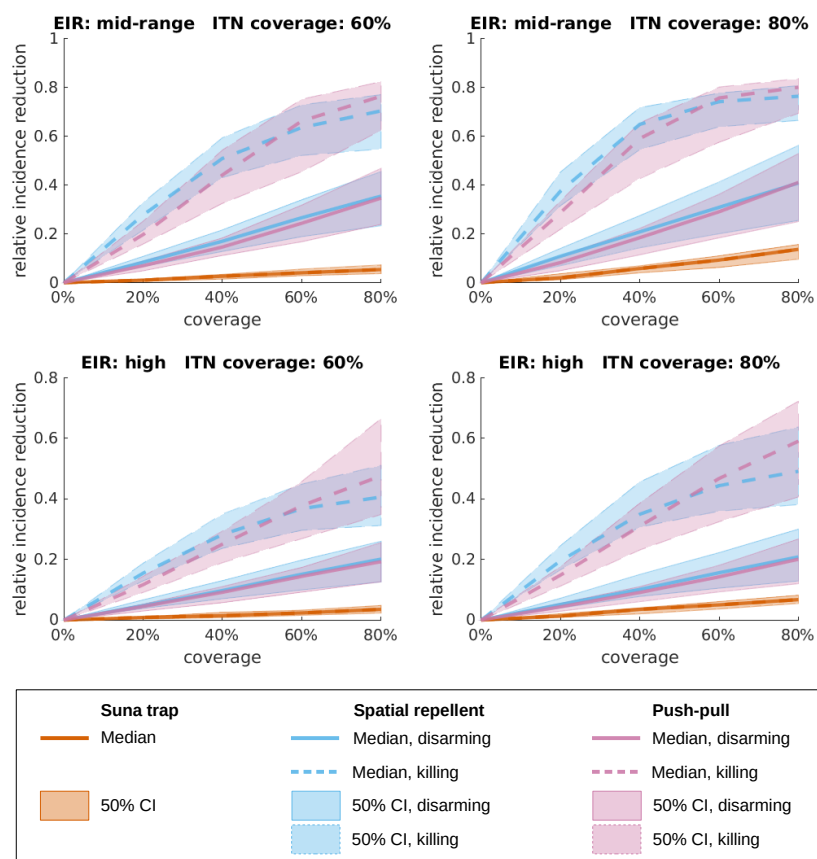 EIR: mid-range ITN coverage: 60%
relative incidence reduction
1
0.8
0.6
0.4
0.2
0
0% 20% 40% 60% 80%
coverage
EIR: mid-range ITN coverage: 80%
relative incidence reduction
1
0.8
0.6
0.4
0.2
0
0% 20% 40% 60% 80%
coverage
EIR: high ITN coverage: 60%
relative incidence reduction
0.8
0.6
0.4
0.2
0
0% 20% 40% 60% 80%
coverage
EIR: high ITN coverage: 80%
relative incidence reduction
0.8
0.6
0.4
0.2
0
0% 20% 40% 60% 80%
coverage
Suna trap
Median
50% CI
Spatial repellent
Median, disarming
Median, killing
50% CI, disarming
50% CI, killing
Push-pull
Median, disarming
Median, killing
50% CI, disarming
50% CI, killing